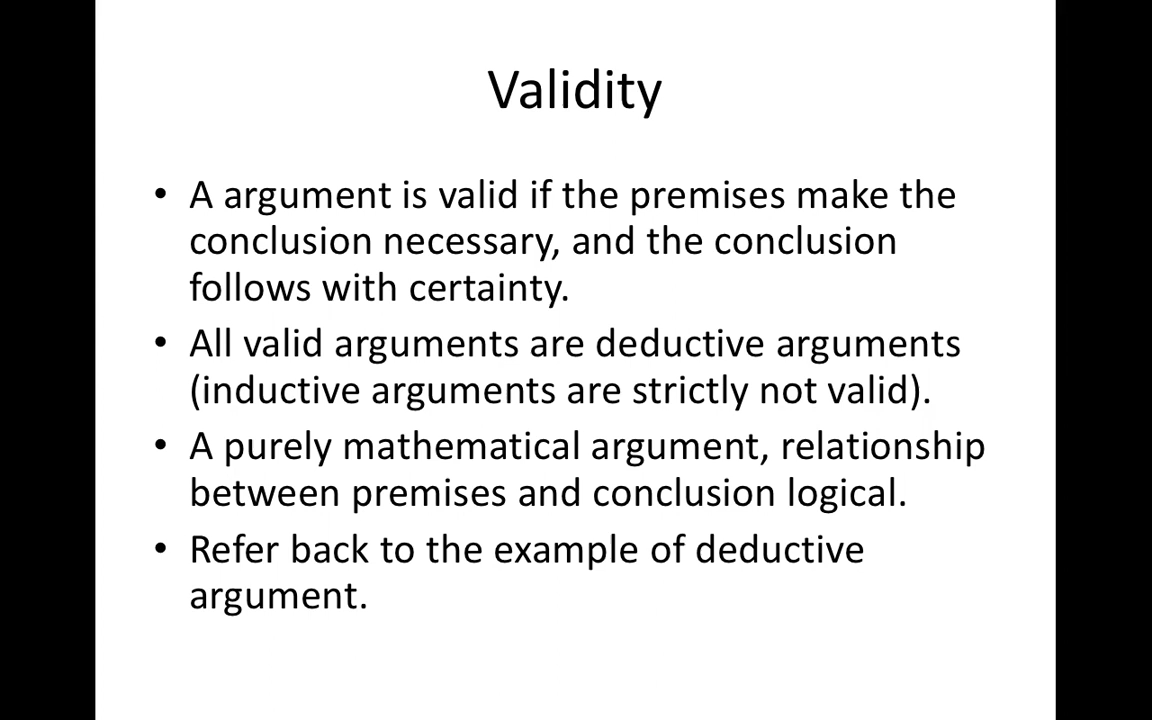 Validity
• A argument is valid if the premises make the
conclusion necessary, and the conclusion
follows with certainty.
• All valid arguments are deductive arguments
(inductive arguments are strictly not valid).
• A purely mathematical argument, relationship
between premises and conclusion logical.
• Refer back to the example of deductive
argument.